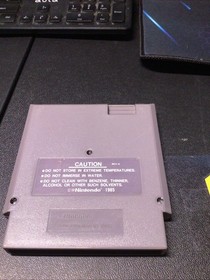 CAUTION
•DO NOT STORE IN EXTREME TEMPERATURES.
•DO NOT IMMERSE IN WATER.
•DO NOT CLEAN WITH BENZENE, THINNER,
ALCOHOL OR OTHER SUCH SOLVENTS.
©Nintendo 1985